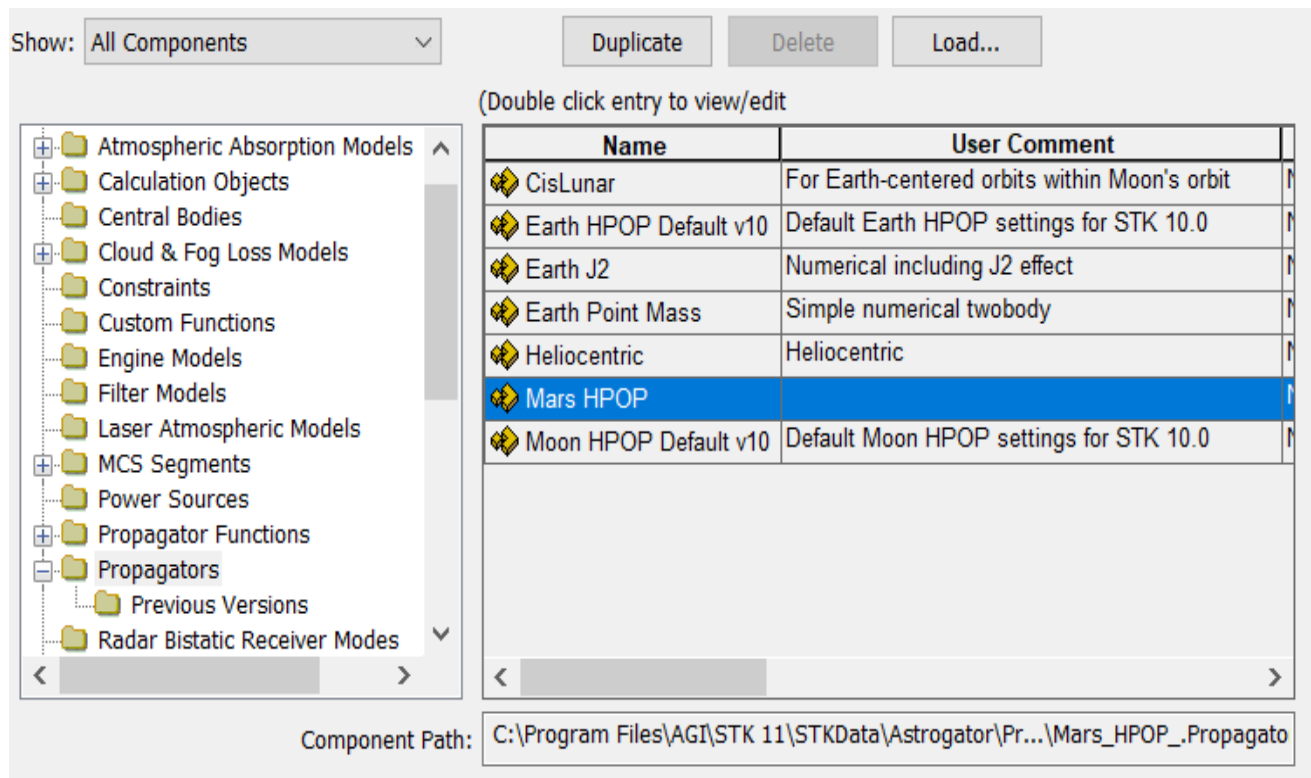 Show: All Components Duplicate Delete Load...
(Double click entry to view/edit
Atmospheric Absorption Models
Calculation Objects
Central Bodies
Cloud & Fog Loss Models
Constraints
Custom Functions
Engine Models
Filter Models
Laser Atmospheric Models
MCS Segments
Power Sources
Propagator Functions
Propagators
Previous Versions
Radar Bistatic Receiver Modes
Name User Comment
CisLunar For Earth-centered orbits within Moon's orbit
Earth HPOP Default v10 Default Earth HPOP settings for STK 10.0
Earth J2 Numerical including J2 effect
Earth Point Mass Simple numerical twobody
Heliocentric Heliocentric
Mars HPOP
Moon HPOP Default v10 Default Moon HPOP settings for STK 10.0
Component Path: C:\Program Files\AGI\STK 11\STKData\Astrogator\Pr...\Mars_HPOP_.Propagato